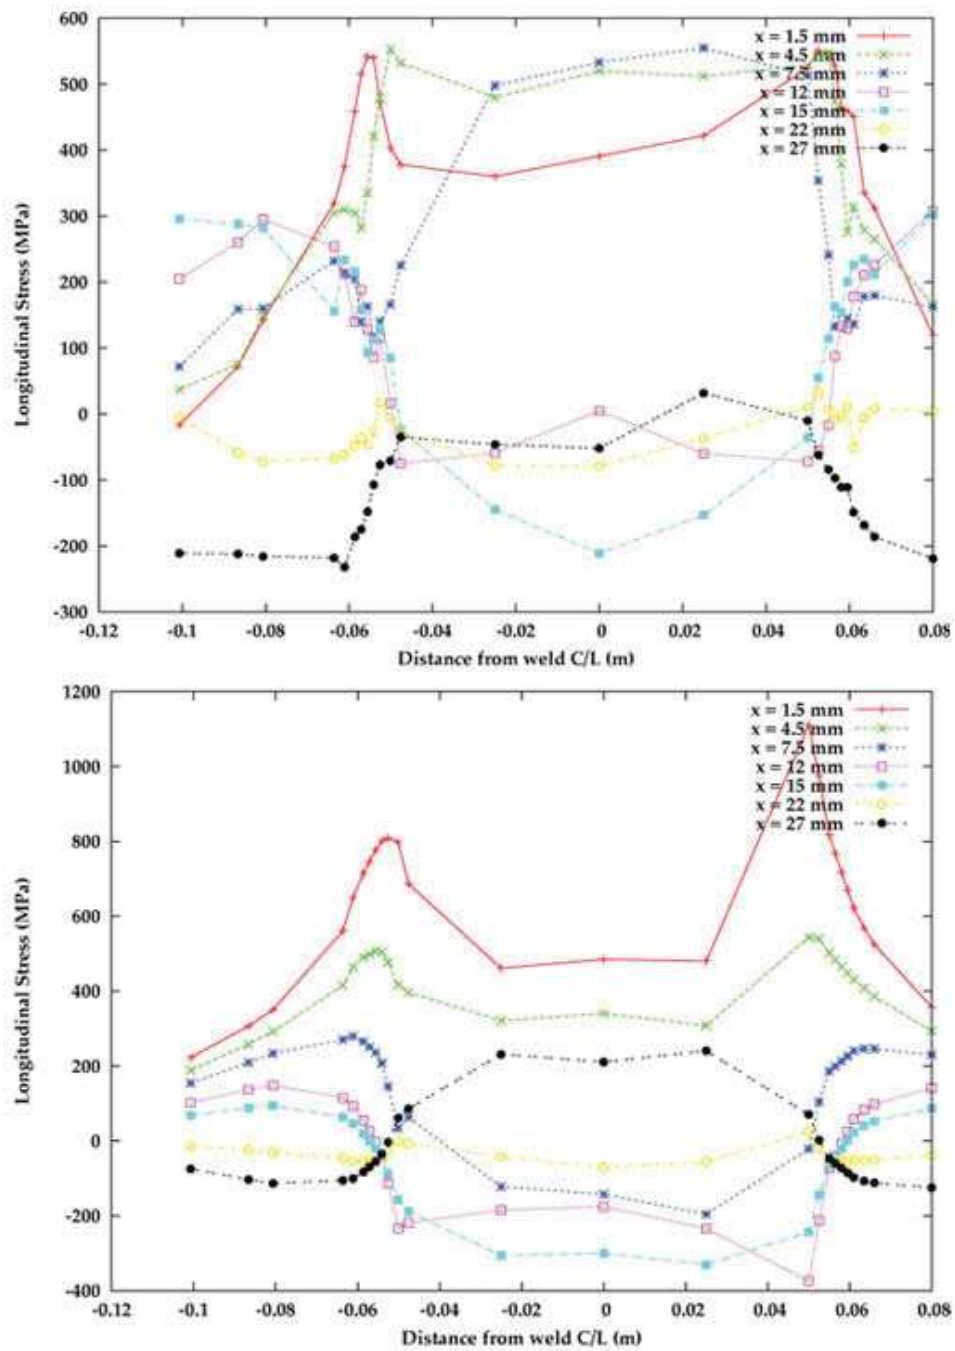 600
500
400
300
200
100
0
-100
-200
-300
Longitudinal Stress (MPa)
x = 1.5 mm
x = 4.5 mm
x = 7.5 mm
x = 12 mm
x = 15 mm
x = 22 mm
x = 27 mm
-0.12 -0.1 -0.08 -0.06 -0.04 -0.02 0 0.02 0.04 0.06 0.08
Distance from weld C/L (m)
1200
1000
800
600
400
200
0
-200
-400
Longitudinal Stress (MPa)
x = 1.5 mm
x = 4.5 mm
x = 7.5 mm
x = 12 mm
x = 15 mm
x = 22 mm
x = 27 mm
-0.12 -0.1 -0.08 -0.06 -0.04 -0.02 0 0.02 0.04 0.06 0.08
Distance from weld C/L (m)